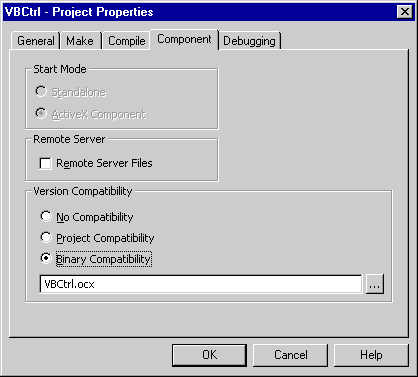 VBCtrl - Project Properties
General Make Compile Component Debugging
Start Mode
Standalone
ActiveX Component
Remote Server
Remote Server Files
Version Compatibility
No Compatibility
Project Compatibility
Binary Compatibility
VBCtrl.ocx ...
OK Cancel Help